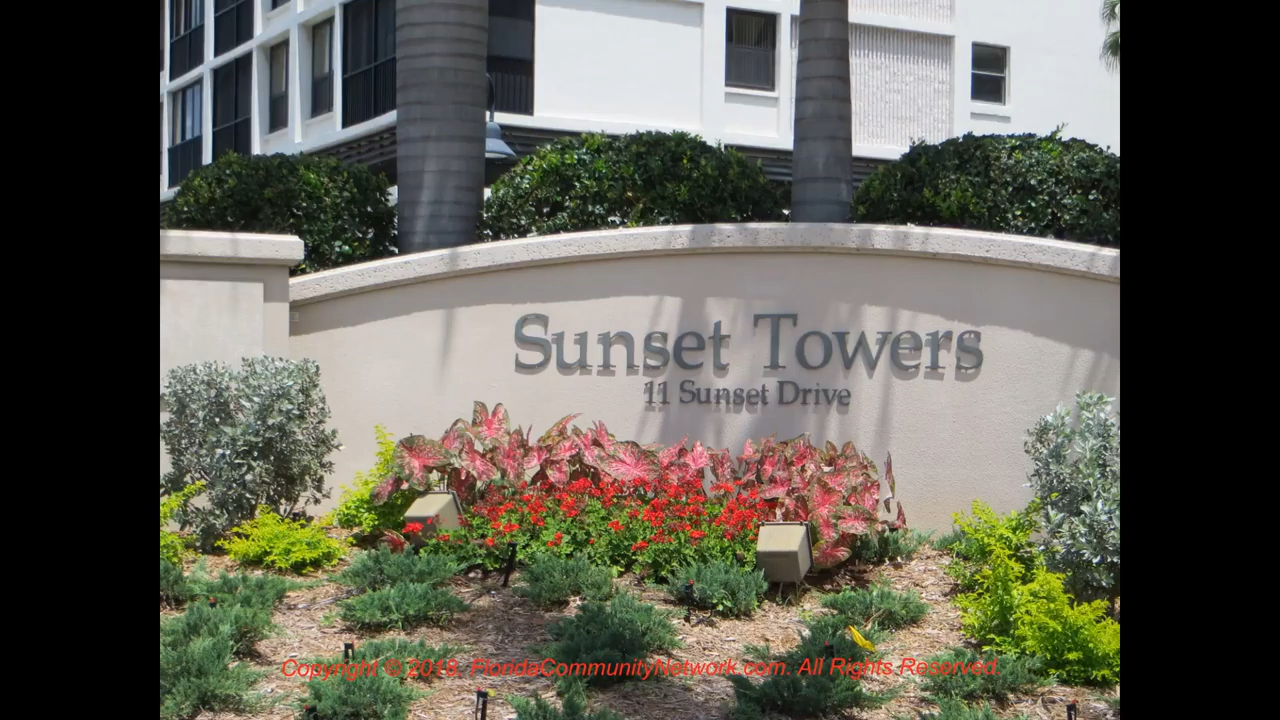 Sunset Towers
11 Sunset Drive
Copyright © 2018. FloridaCommunityNetwork.com. All Rights Reserved.